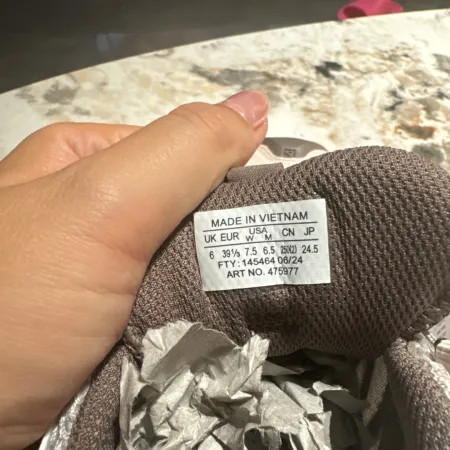 MADE IN VIETNAM
UK EUR USA W M CN JP
6 39⅓ 7.5 6.5 250(2) 24.5
FTY: 145464 06/24
ART NO. 475977